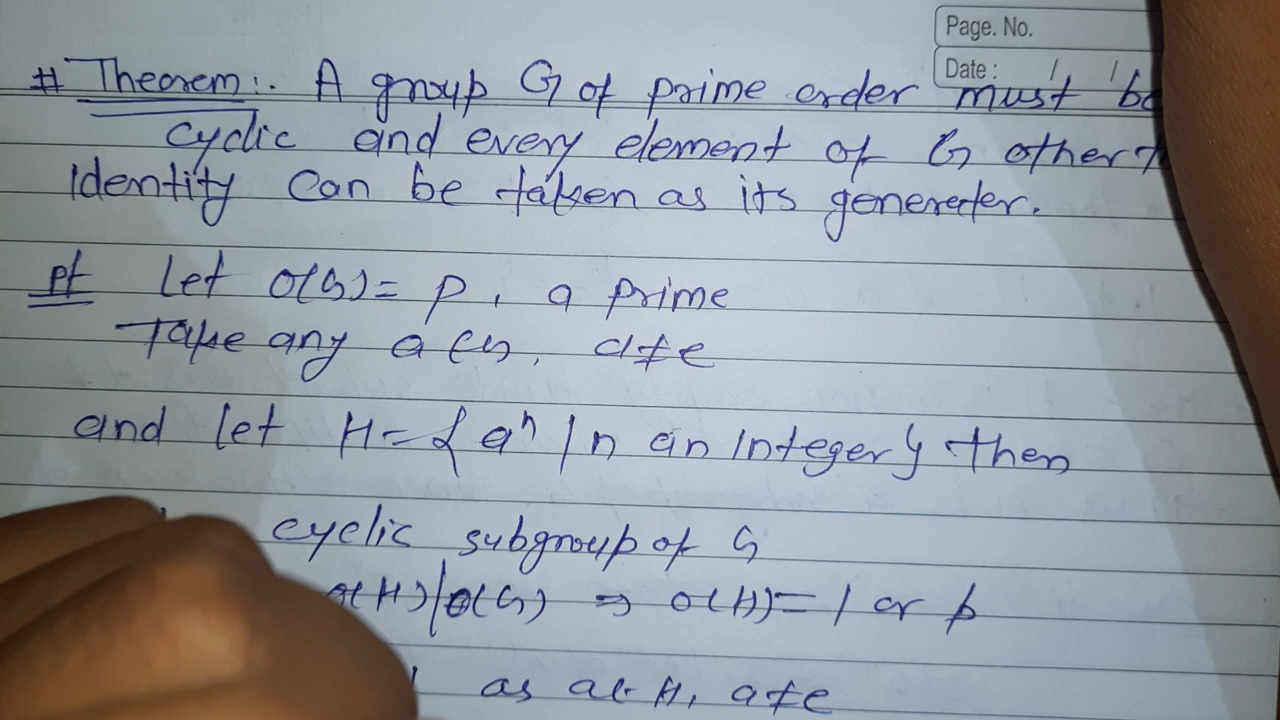 Page. No.
Date : / /
# Theorem:. A group G of prime order must be
cyclic and every element of G other
Identity can be taken as its genereter.
Pf Let O(G) = p, a prime
Take any a ∈ G, a ≠ e
and let H = { a^n / n an Integer} then
cyclic subgroup of G
o(H)/o(G) ⇒ o(H) = 1 or p
as a ∈ H, a ≠ e